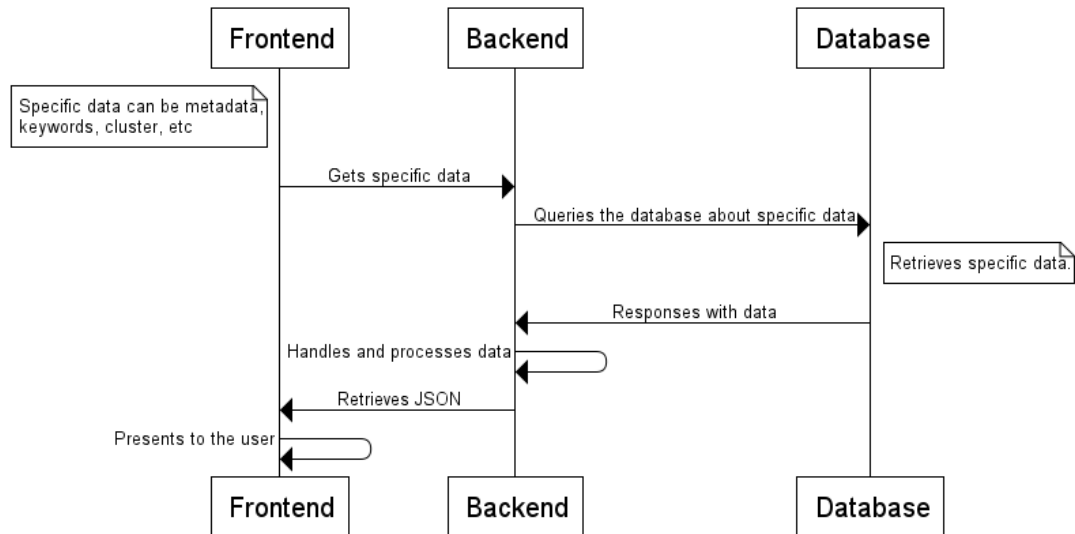 Frontend
Backend
Database
Specific data can be metadata,
keywords, cluster, etc
Gets specific data
Queries the database about specific data
Retrieves specific data.
Responses with data
Handles and processes data
Retrieves JSON
Presents to the user
Frontend
Backend
Database